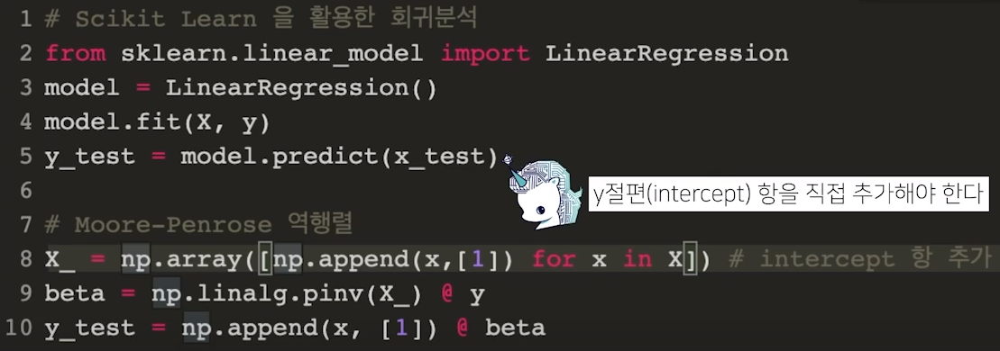 1 # Scikit Learn 을 활용한 회귀분석
2 from sklearn.linear_model import LinearRegression
3 model = LinearRegression()
4 model.fit(X, y)
5 y_test = model.predict(x_test)
6
y절편(intercept) 항을 직접 추가해야 한다
7 # Moore-Penrose 역행렬
8 X_ = np.array([np.append(x,[1]) for x in X]) # intercept 항 추가
9 beta = np.linalg.pinv(X_) @ y
10 y_test = np.append(x, [1]) @ beta